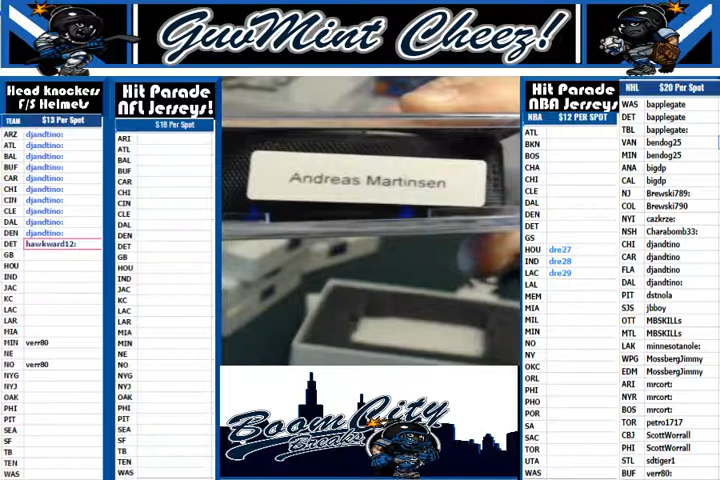 GuvMint Cheez!
Head Knockers
F/S Helmets
TEAM $13 Per Spot
ARZ djandtino:
ATL djandtino:
BAL djandtino:
BUF djandtino:
CAR djandtino:
CHI djandtino:
CIN djandtino:
CLE djandtino:
DAL djandtino:
DEN djandtino:
DET hawkward12:
GB
HOU
IND
JAC
KC
LAC
LAR
MIA
MIN verr80
NE
NO verr80
NYG
NYJ
OAK
PHI
PIT
SEA
SF
TB
TEN
WAS
Hit Parade
NFL Jerseys!
$18 Per Spot
ARI
ATL
BAL
BUF
CAR
CHI
CIN
CLE
DAL
DEN
DET
GB
HOU
IND
JAC
KC
LAC
LAR
MIA
MIN
NE
NO
NYG
NYJ
OAK
PHI
PIT
SEA
SF
TB
TEN
WAS
Andreas Martinsen
Boom City
Breaks
Hit Parade
NBA Jerseys
NBA $12 PER SPOT
ATL
BKN
BOS
CHA
CHI
CLE
DAL
DEN
DET
GS
HOU dre27
IND dre28
LAC dre29
LAL
MEM
MIA
MIL
MIN
NO
NY
OKC
ORL
PHI
PHO
POR
SA
SAC
TOR
UTA
WAS
NHL $20 Per Spot
WAS bapplegate
DET bapplegate
TBL bapplegate:
VAN bendog25
MIN bendog25
ANA bigdp
CAL bigdp
NJ Brewski789:
COL Brewski790
NYI cazkrze:
NSH Charabomb33:
CHI djandtino
CAR djandtino
FLA djandtino
DAL djandtino:
PIT dstnola
SJS jbboy
OTT MBSKILLs
MTL MBSKILLs
LAK minnesotanole:
WPG MossbergJimmy
EDM MossbergJimmy
ARI mrcort:
NYR mrcort:
BOS mrcort:
TOR petro1717
CBJ ScottWorrall
PHI ScottWorrall
STL sdtiger1
BUF verr80: